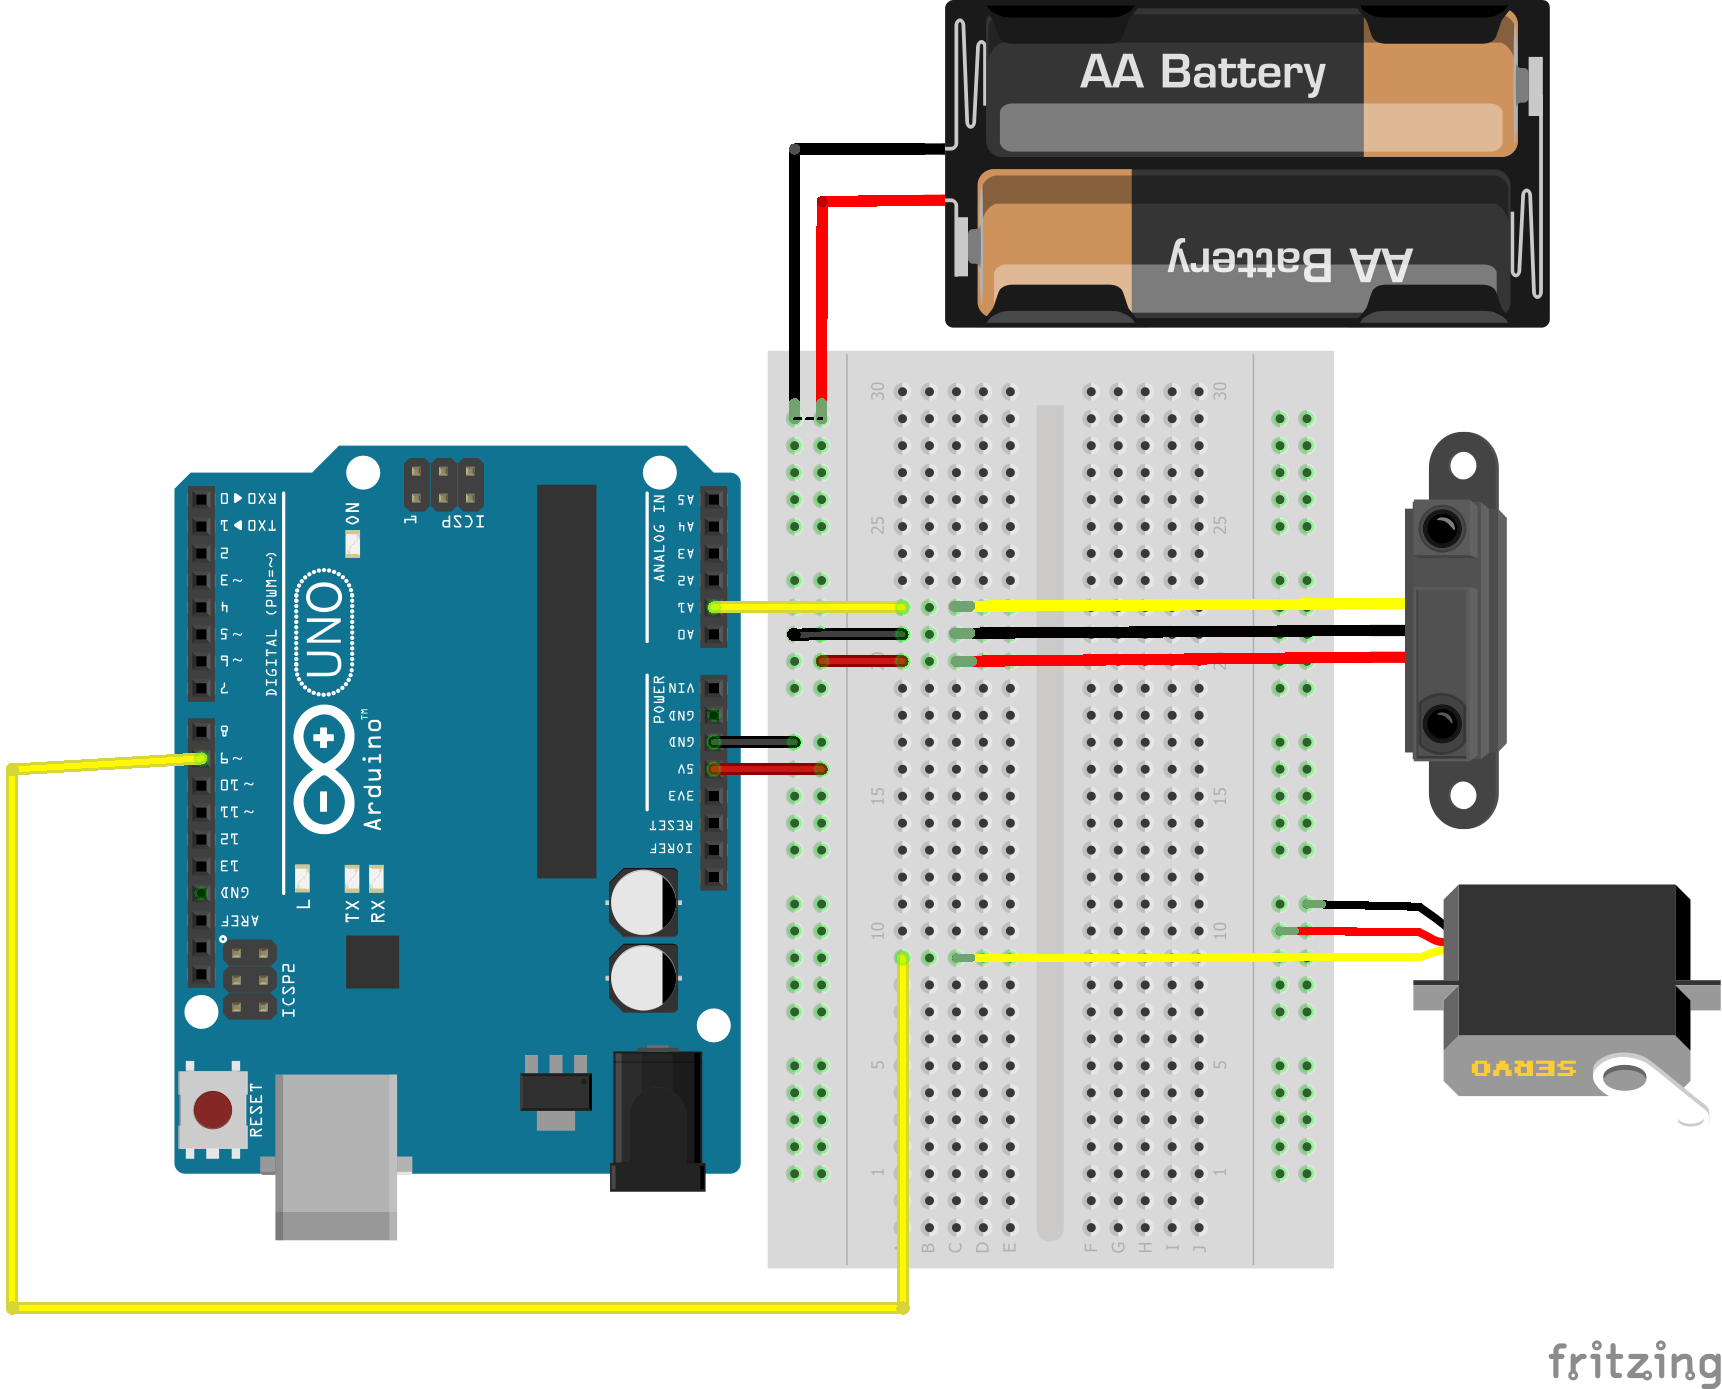 AA Battery
AA Battery
30
30
25
25
20
15
15
10
10
5
5
1
1
B C D E F G H I J
RX0 ◀ 0
TX0 ▶ 1
2
~3
4
~5
~6
7
8
~9
~10
~11
12
13
GND
AREF
DIGITAL (PWM=~)
1
ICSP
ON
UNO
Arduino™
ANALOG IN
A5
A4
A3
A2
A1
A0
POWER
VIN
GND
GND
5V
3V3
RESET
IOREF
L
TX
RX
ICSP2
RESET
SERVO
fritzing